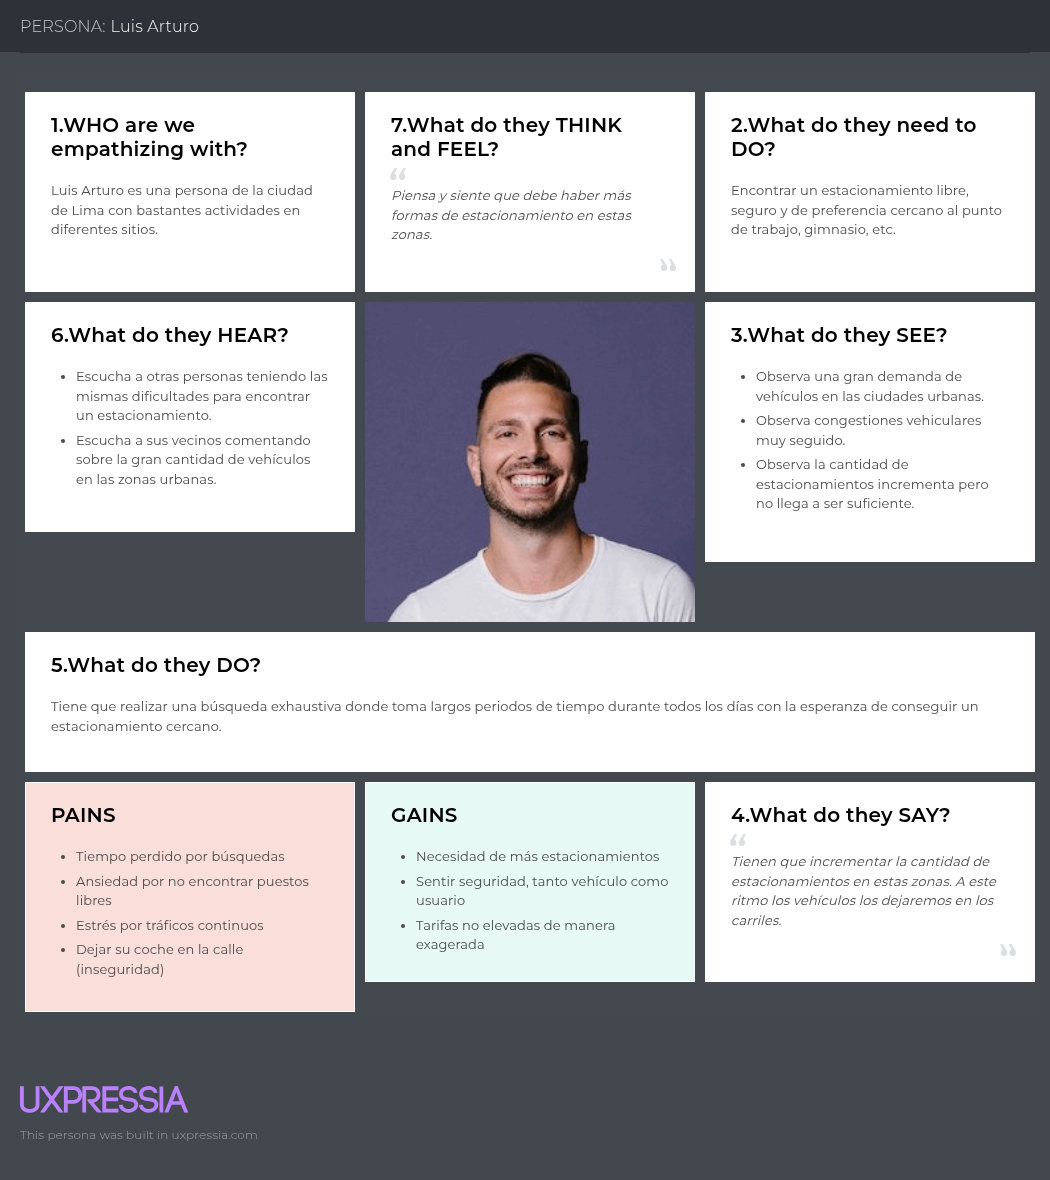 PERSONA: Luis Arturo
1.WHO are we
empathizing with?
Luis Arturo es una persona de la ciudad
de Lima con bastantes actividades en
diferentes sitios.
7.What do they THINK
and FEEL?
“
Piensa y siente que debe haber más
formas de estacionamiento en estas
zonas.
”
2.What do they need to
DO?
Encontrar un estacionamiento libre,
seguro y de preferencia cercano al punto
de trabajo, gimnasio, etc.
6.What do they HEAR?
• Escucha a otras personas teniendo las
mismas dificultades para encontrar
un estacionamiento.
• Escucha a sus vecinos comentando
sobre la gran cantidad de vehículos
en las zonas urbanas.
3.What do they SEE?
• Observa una gran demanda de
vehículos en las ciudades urbanas.
• Observa congestiones vehiculares
muy seguido.
• Observa la cantidad de
estacionamientos incrementa pero
no llega a ser suficiente.
5.What do they DO?
Tiene que realizar una búsqueda exhaustiva donde toma largos periodos de tiempo durante todos los días con la esperanza de conseguir un
estacionamiento cercano.
PAINS
• Tiempo perdido por búsquedas
• Ansiedad por no encontrar puestos
libres
• Estrés por tráficos continuos
• Dejar su coche en la calle
(inseguridad)
GAINS
• Necesidad de más estacionamientos
• Sentir seguridad, tanto vehículo como
usuario
• Tarifas no elevadas de manera
exagerada
4.What do they SAY?
“
Tienen que incrementar la cantidad de
estacionamientos en estas zonas. A este
ritmo los vehículos los dejaremos en los
carriles.
”
UXPRESSIA
This persona was built in uxpressia.com